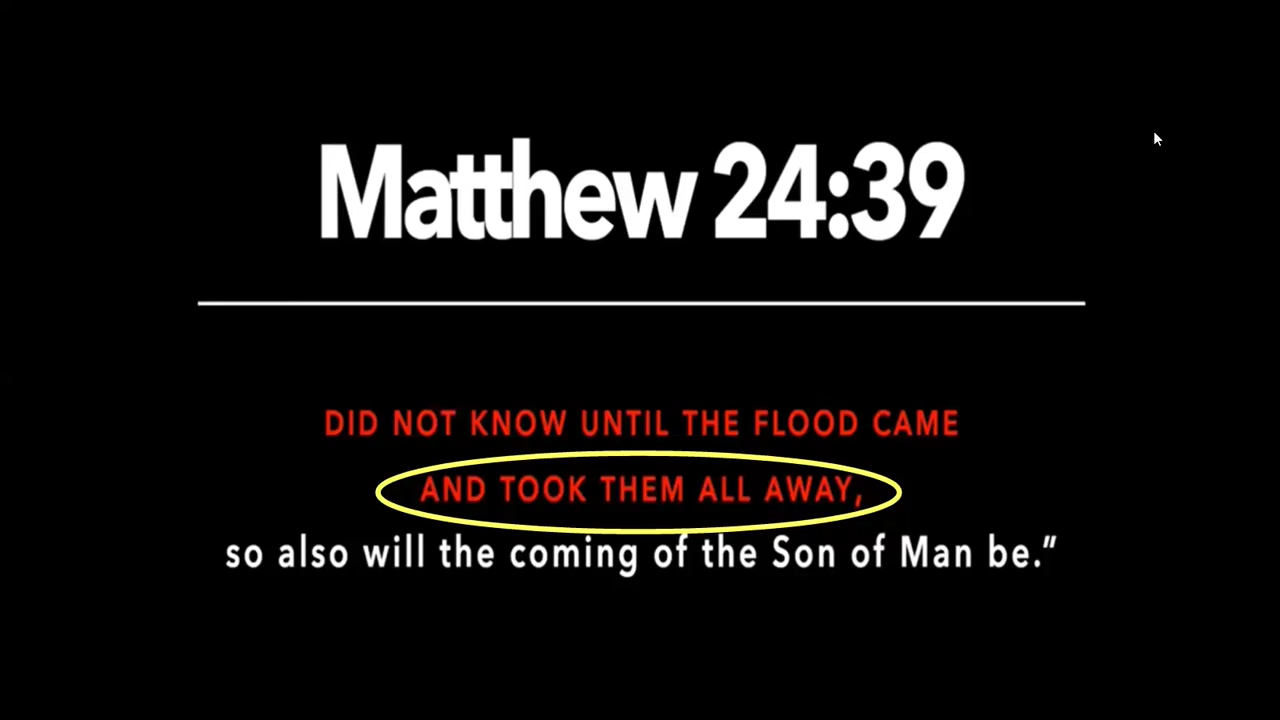 Matthew 24:39
DID NOT KNOW UNTIL THE FLOOD CAME
AND TOOK THEM ALL AWAY,
so also will the coming of the Son of Man be.”